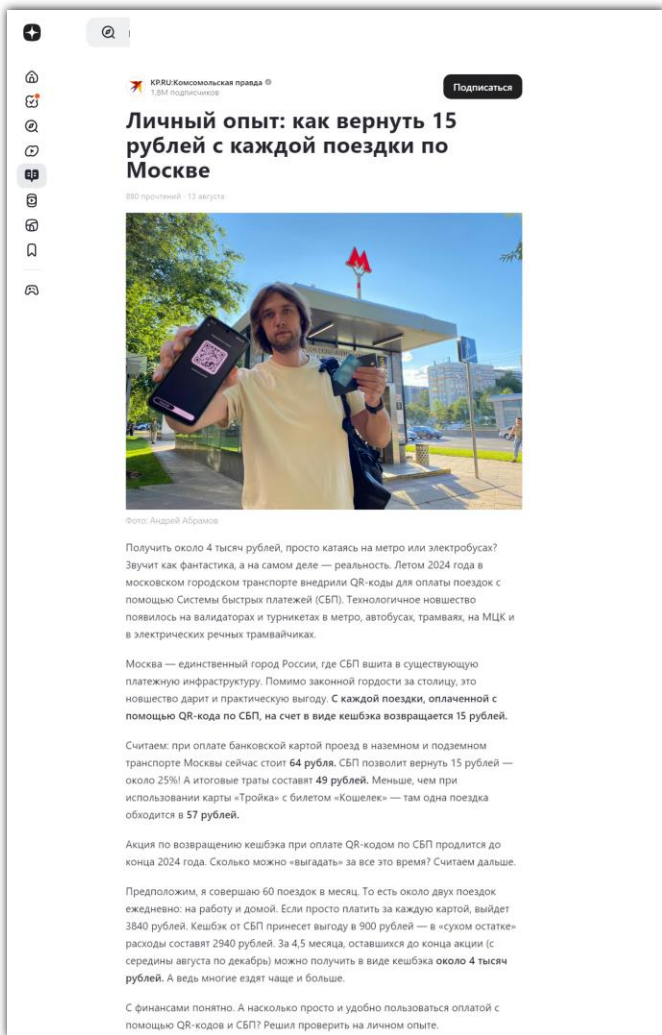 KP.RU:Комсомольская правда
1,8М подписчиков
Подписаться
Личный опыт: как вернуть 15
рублей с каждой поездки по
Москве
880 прочтений · 13 августа
Фото: Андрей Абрамов
Получить около 4 тысяч рублей, просто катаясь на метро или электробусах?
Звучит как фантастика, а на самом деле — реальность. Летом 2024 года в
московском городском транспорте внедрили QR-коды для оплаты поездок с
помощью Системы быстрых платежей (СБП). Технологичное новшество
появилось на валидаторах и турникетах в метро, автобусах, трамваях, на МЦК и
в электрических речных трамвайчиках.
Москва — единственный город России, где СБП вшита в существующую
платежную инфраструктуру. Помимо законной гордости за столицу, это
новшество дарит и практическую выгоду. С каждой поездки, оплаченной с
помощью QR-кода по СБП, на счет в виде кешбэка возвращается 15 рублей.
Считаем: при оплате банковской картой проезд в наземном и подземном
транспорте Москвы сейчас стоит 64 рубля. СБП позволит вернуть 15 рублей —
около 25%! А итоговые траты составят 49 рублей. Меньше, чем при
использовании карты «Тройка» с билетом «Кошелек» — там одна поездка
обходится в 57 рублей.
Акция по возвращению кешбэка при оплате QR-кодом по СБП продлится до
конца 2024 года. Сколько можно «выгадать» за все это время? Считаем дальше.
Предположим, я совершаю 60 поездок в месяц. То есть около двух поездок
ежедневно: на работу и домой. Если просто платить за каждую картой, выйдет
3840 рублей. Кешбэк от СБП принесет выгоду в 900 рублей — в «сухом остатке»
расходы составят 2940 рублей. За 4,5 месяца, оставшихся до конца акции (с
середины августа по декабрь) можно получить в виде кешбэка около 4 тысяч
рублей. А ведь многие ездят чаще и больше.
С финансами понятно. А насколько просто и удобно пользоваться оплатой с
помощью QR-кодов и СБП? Решил проверить на личном опыте.